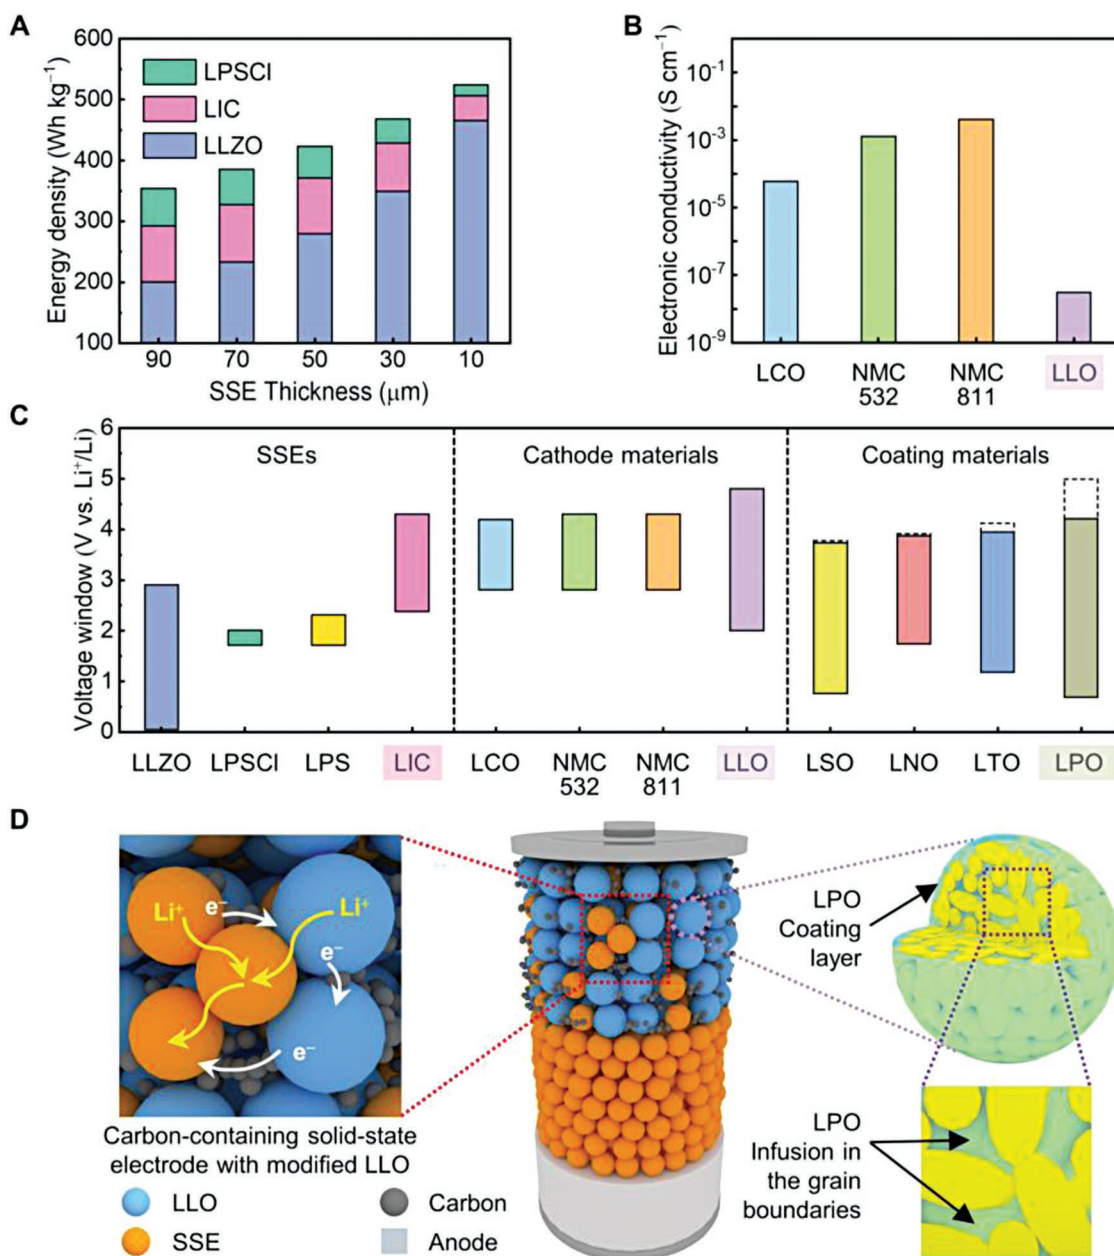 A
Energy density (Wh kg⁻¹)
600
500
400
300
200
100
LPSCl
LIC
LLZO
90 70 50 30 10
SSE Thickness (μm)
B
Electronic conductivity (S cm⁻¹)
10⁻¹
10⁻³
10⁻⁵
10⁻⁷
10⁻⁹
LCO NMC 532 NMC 811 LLO
C
Voltage window (V vs. Li⁺/Li)
6
5
4
3
2
1
0
SSEs Cathode materials Coating materials
LLZO LPSCl LPS LIC LCO NMC 532 NMC 811 LLO LSO LNO LTO LPO
D
Li⁺ e⁻ Li⁺
e⁻
e⁻
Carbon-containing solid-state
electrode with modified LLO
LLO Carbon
SSE Anode
LPO
Coating
layer
LPO
Infusion in
the grain
boundaries